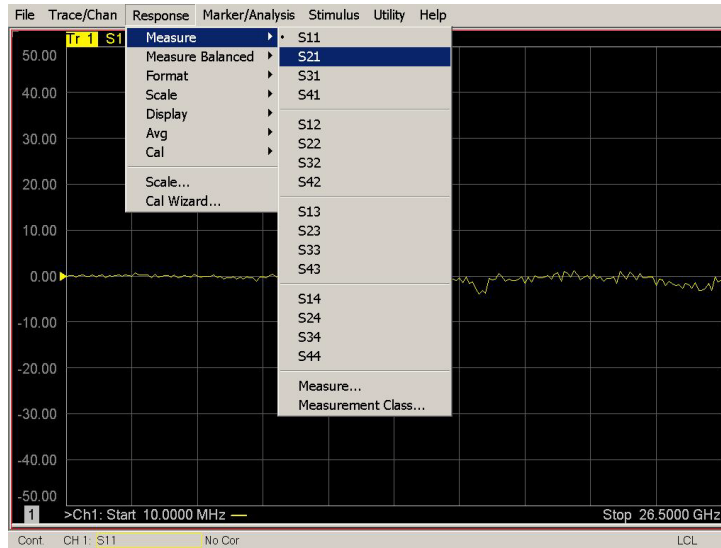 File Trace/Chan Response Marker/Analysis Stimulus Utility Help
Tr 1 S1
Measure
Measure Balanced
Format
Scale
Display
Avg
Cal
Scale...
Cal Wizard...
S11
S21
S31
S41
S12
S22
S32
S42
S13
S23
S33
S43
S14
S24
S34
S44
Measure...
Measurement Class...
50.00
40.00
30.00
20.00
10.00
0.00
-10.00
-20.00
-30.00
-40.00
-50.00
1 >Ch1: Start 10.0000 MHz Stop 26.5000 GHz
Cont. CH 1: S11 No Cor LCL